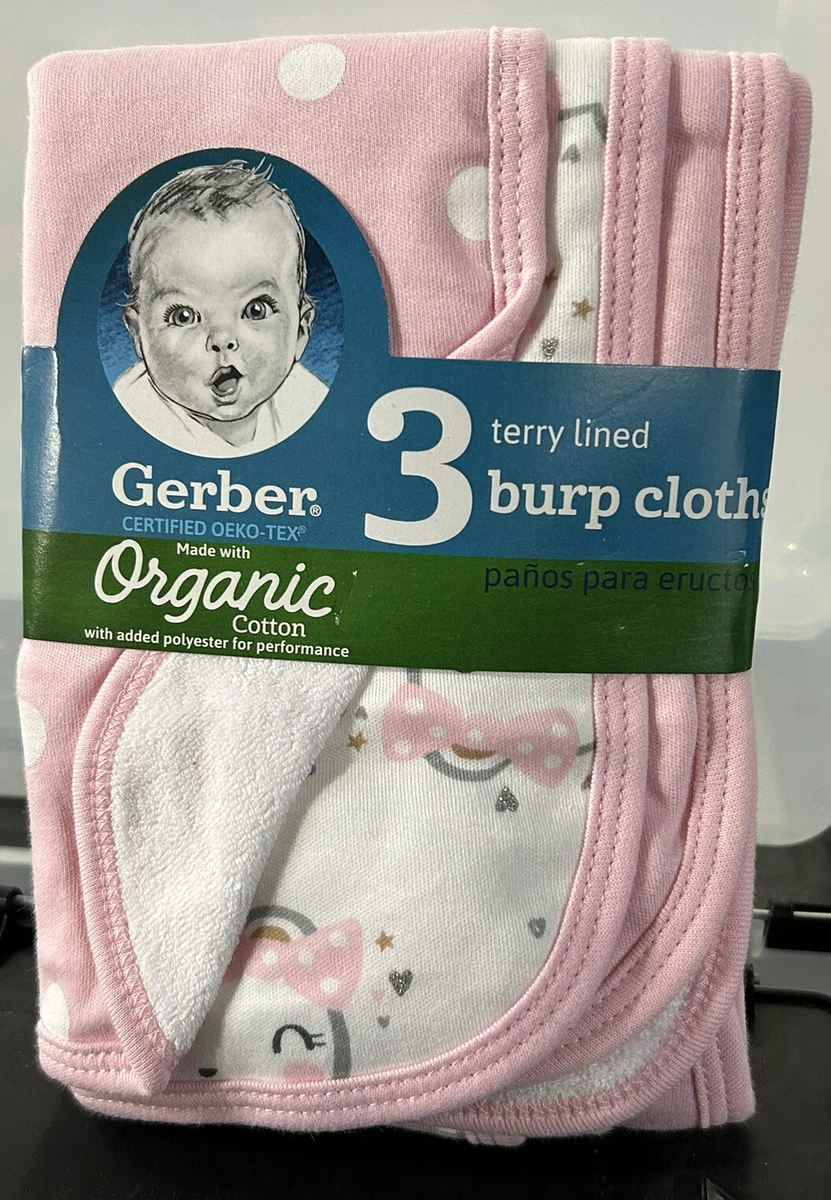 Gerber®
CERTIFIED OEKO-TEX®
Made with
Organic
Cotton
with added polyester for performance
3
terry lined
burp cloths
paños para eructos